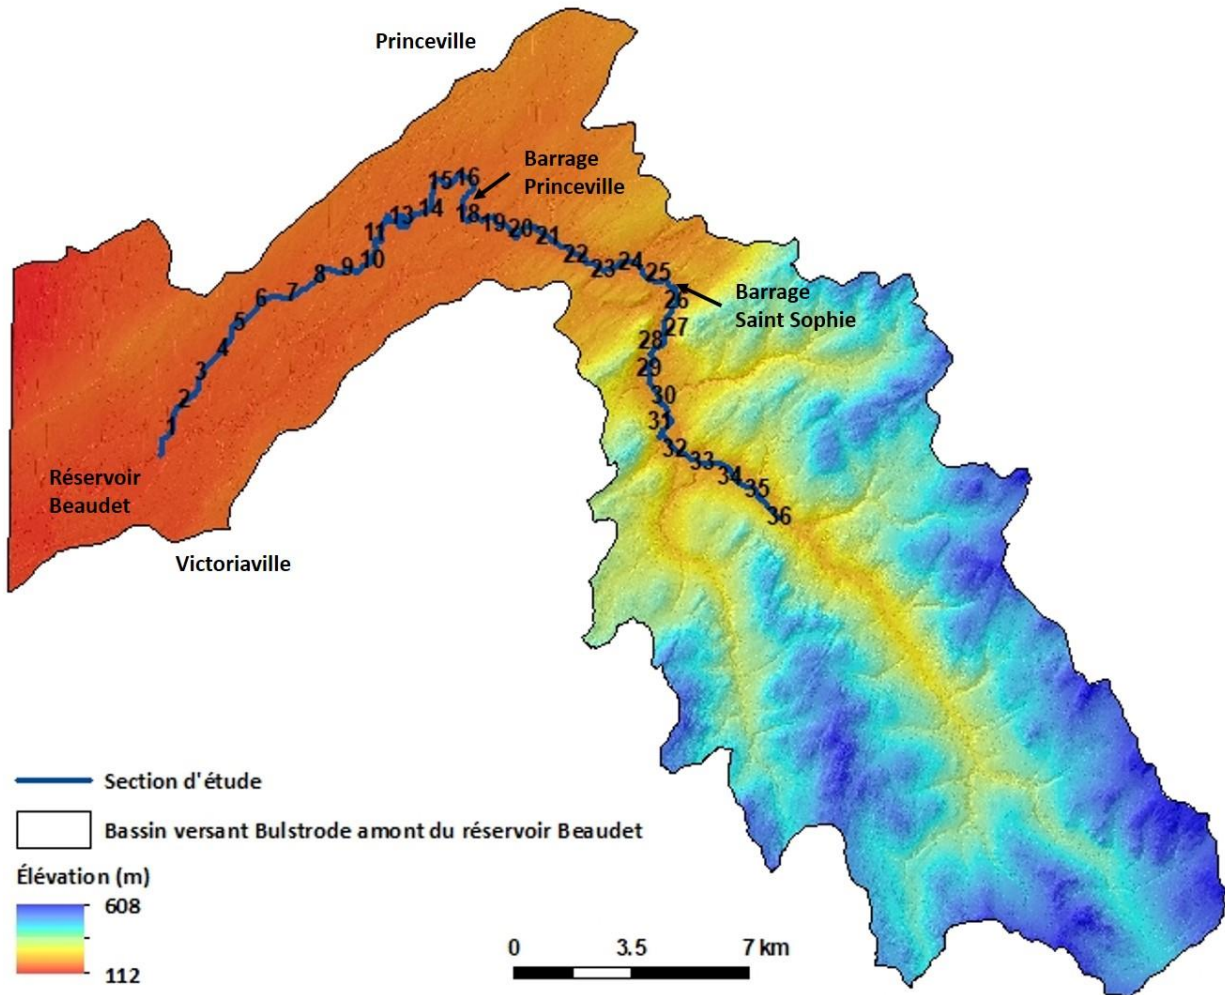 Princeville
Barrage
Princeville
15 16
11 13 14
18 19 20 21
22 23 24 25
10
9
8
7
6
5
4
3
2
1
Barrage
Saint Sophie
26
27
28
29
30
31
32 33 34 35
36
Réservoir
Beaudet
Victoriaville
Section d'étude
Bassin versant Bulstrode amont du réservoir Beaudet
Élévation (m)
608
112
0 3.5 7 km